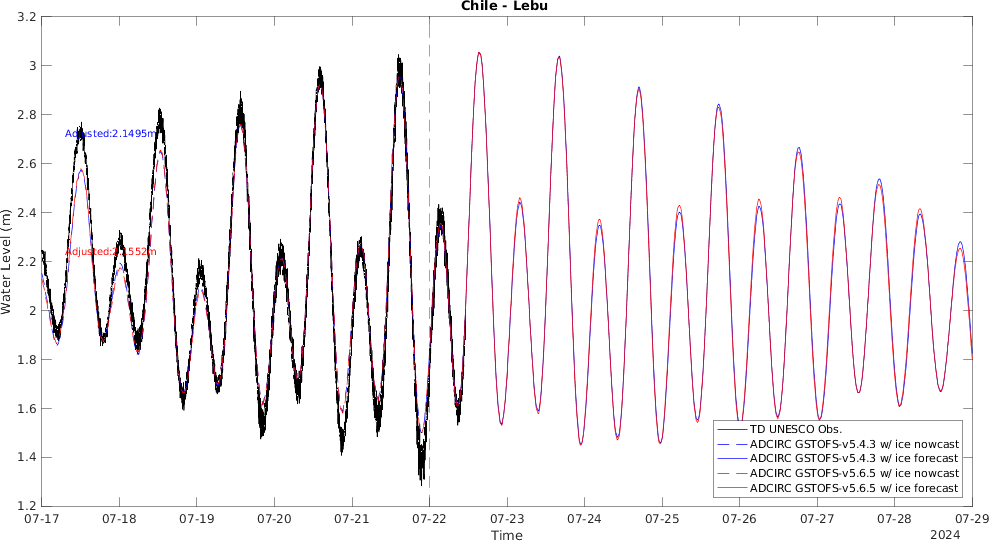 Chile - Lebu
Water Level (m)
3.2
3
2.8
2.6
2.4
2.2
2
1.8
1.6
1.4
1.2
Adjusted:2.1495m
Adjusted:2.1552m
TD UNESCO Obs.
ADCIRC GSTOFS-v5.4.3 w/ ice nowcast
ADCIRC GSTOFS-v5.4.3 w/ ice forecast
ADCIRC GSTOFS-v5.6.5 w/ ice nowcast
ADCIRC GSTOFS-v5.6.5 w/ ice forecast
07-17 07-18 07-19 07-20 07-21 07-22 07-23 07-24 07-25 07-26 07-27 07-28 07-29
Time
2024